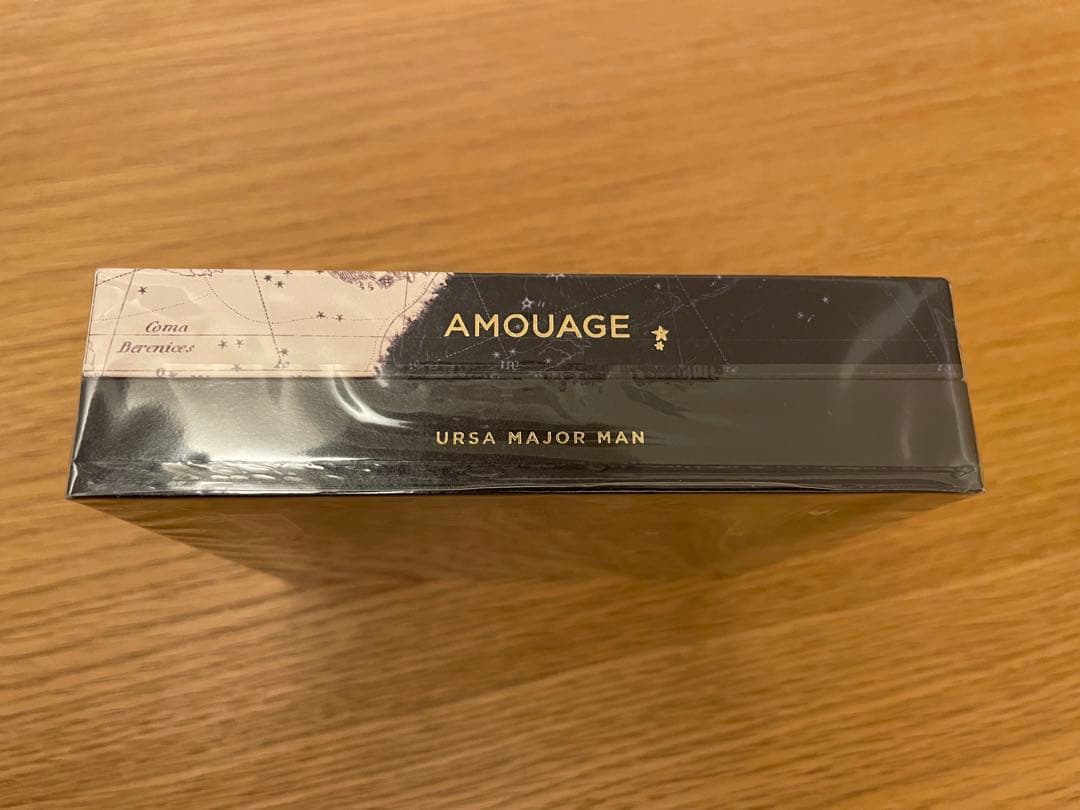 Coma
Berenices
AMOUAGE
URSA MAJOR MAN